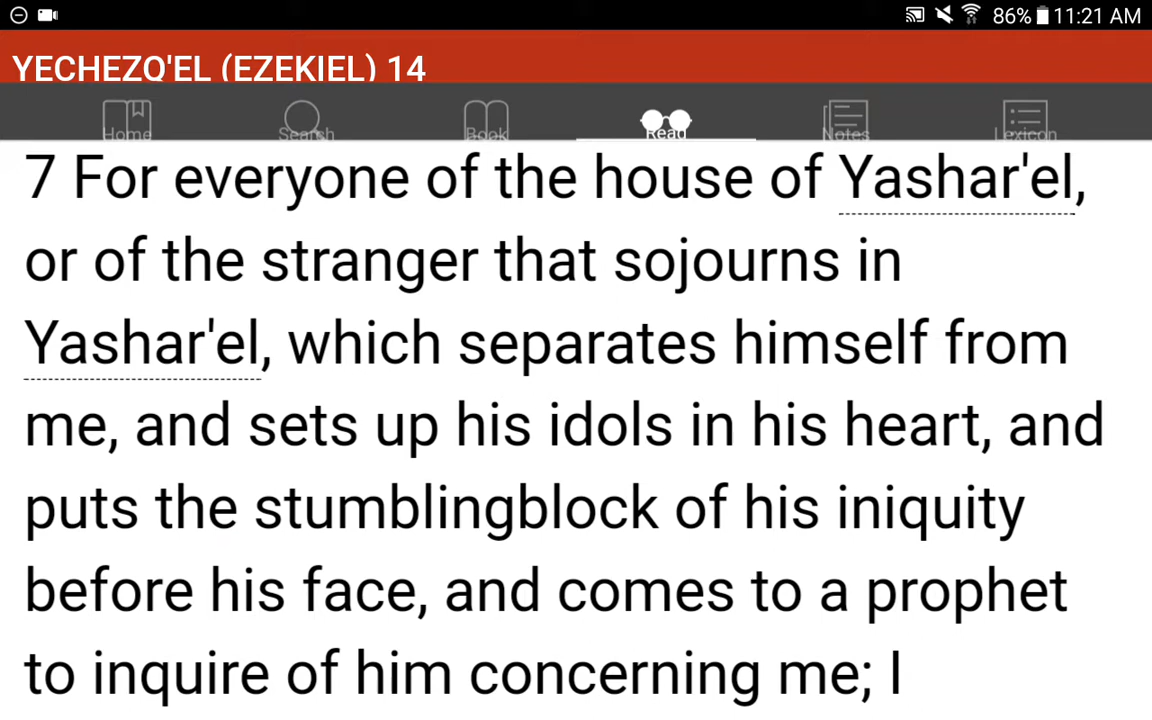 86% 11:21 AM
YECHEZQ'EL (EZEKIEL) 14
Home Search Book Read Notes Lexicon
7 For everyone of the house of Yashar'el,
or of the stranger that sojourns in
Yashar'el, which separates himself from
me, and sets up his idols in his heart, and
puts the stumblingblock of his iniquity
before his face, and comes to a prophet
to inquire of him concerning me; I